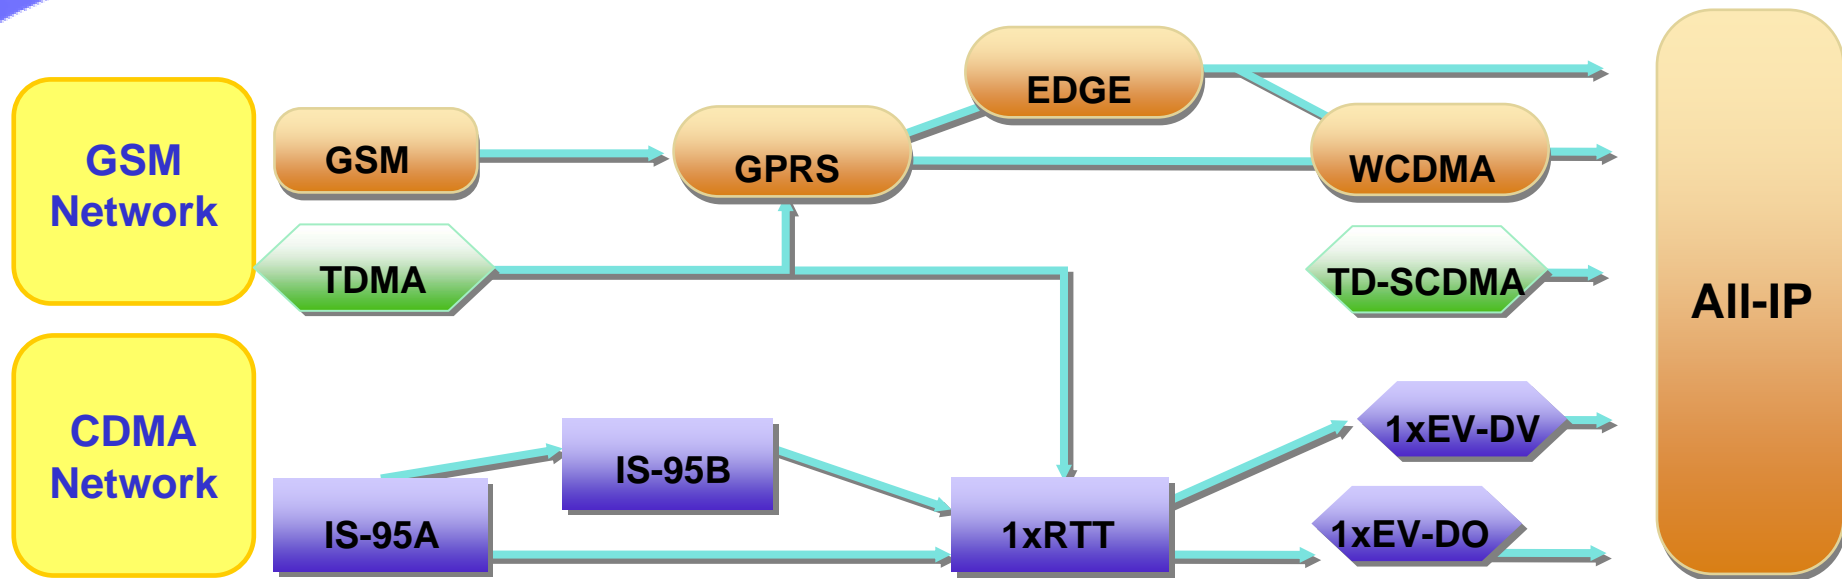 GSM
Network
GSM
TDMA
GPRS
EDGE
WCDMA
TD-SCDMA
CDMA
Network
IS-95A
IS-95B
1xRTT
1xEV-DV
1xEV-DO
All-IP